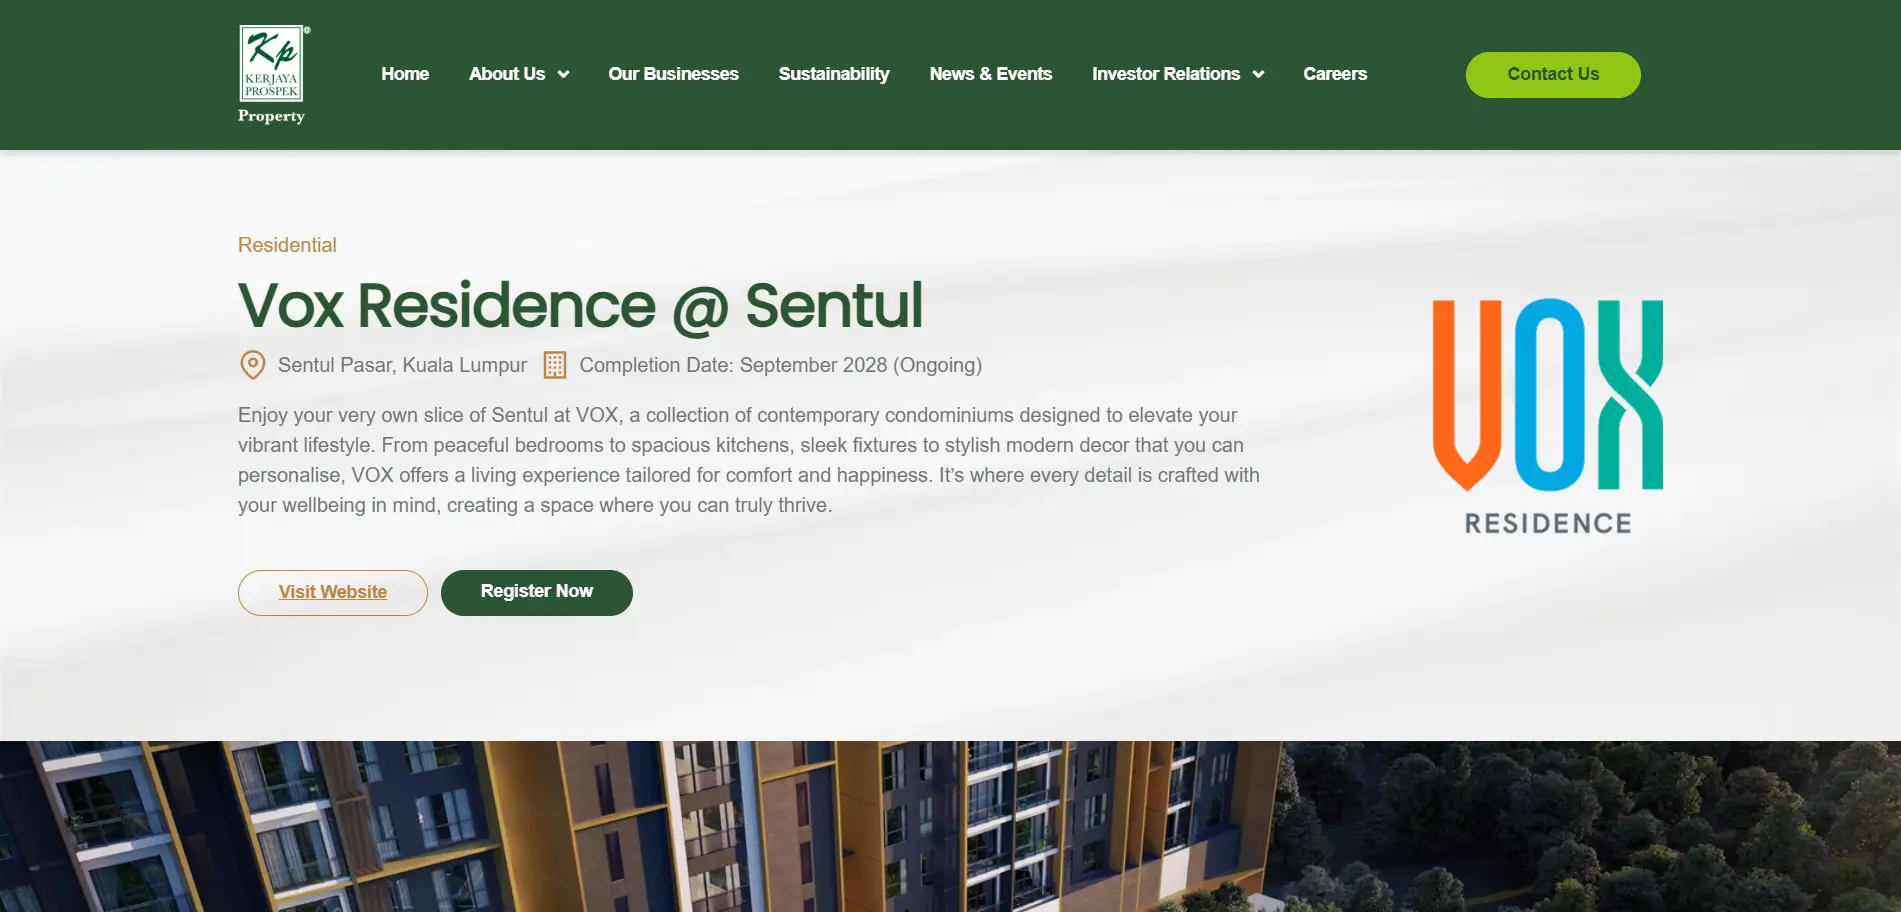 Kp
KERJAYA
PROSPEK
Property
Home
About Us
Our Businesses
Sustainability
News & Events
Investor Relations
Careers
Contact Us
Residential
Vox Residence @ Sentul
Sentul Pasar, Kuala Lumpur
Completion Date: September 2028 (Ongoing)
Enjoy your very own slice of Sentul at VOX, a collection of contemporary condominiums designed to elevate your
vibrant lifestyle. From peaceful bedrooms to spacious kitchens, sleek fixtures to stylish modern decor that you can
personalise, VOX offers a living experience tailored for comfort and happiness. It’s where every detail is crafted with
your wellbeing in mind, creating a space where you can truly thrive.
Visit Website
Register Now
VOX
RESIDENCE